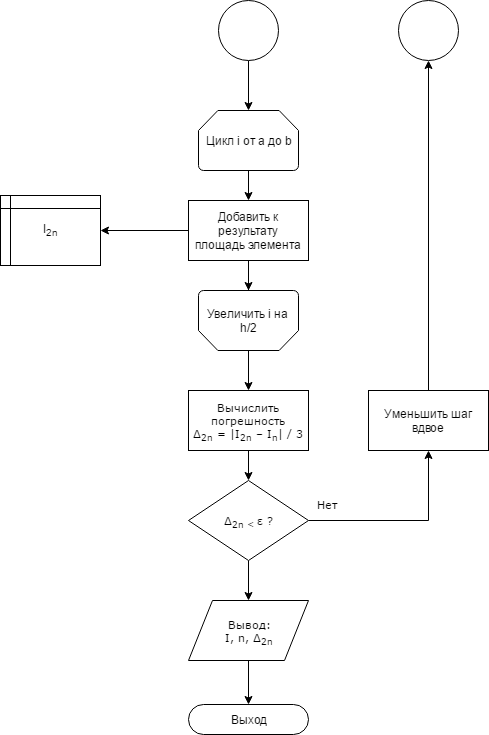 Цикл i от a до b
Добавить к
результату
площадь элемента
I2n
Увеличить i на
h/2
Вычислить
погрешность
Δ2n = |I2n – In| / 3
Уменьшить шаг
вдвое
Нет
Δ2n < ε ?
Вывод:
I, n, Δ2n
Выход